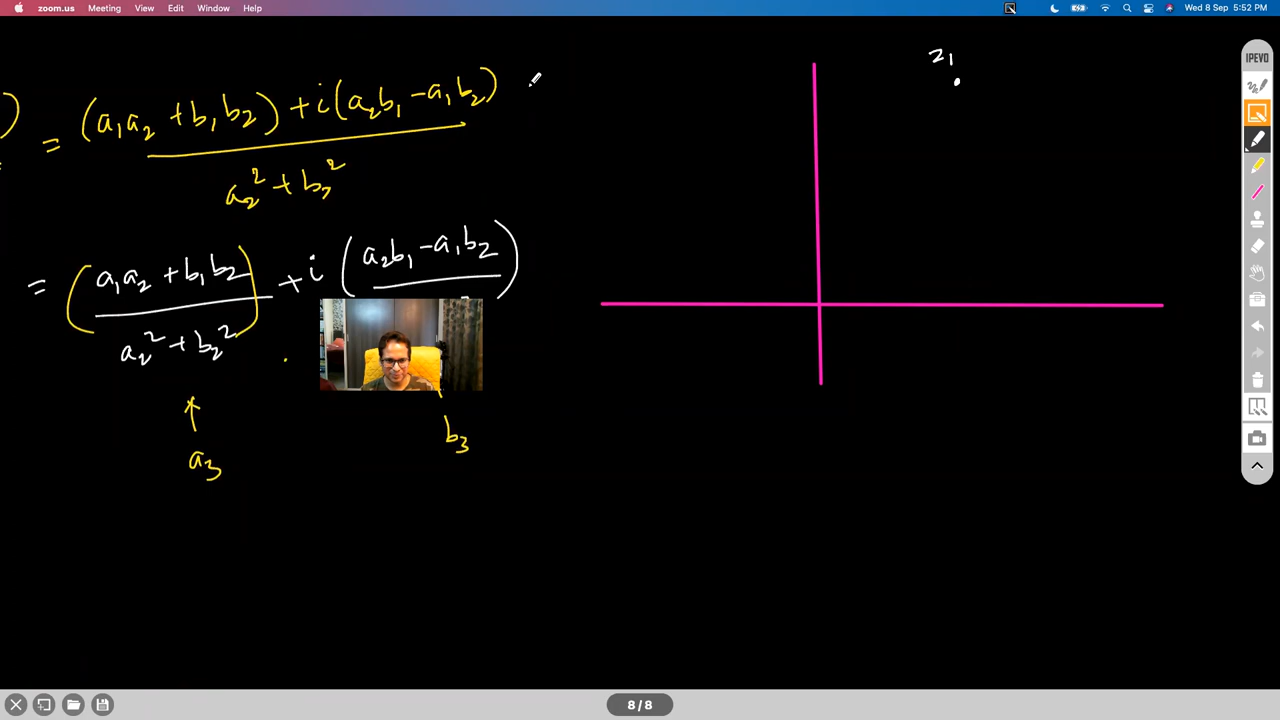 zoom.us Meeting View Edit Window Help Wed 8 Sep 5:52 PM
IPEVO
) = (a₁a₂ + b₁b₂) + i(a₂b₁ - a₁b₂)
a₂² + b₂²
= (a₁a₂ + b₁b₂) + i (a₂b₁ - a₁b₂)
a₂² + b₂²
a₃
b₃
z₁
8/8